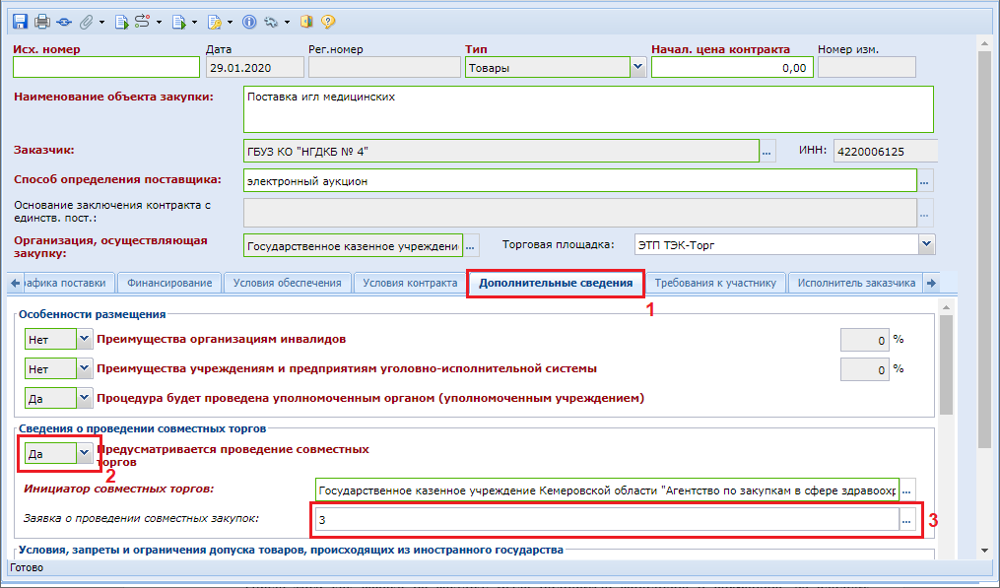 Исх. номер Дата Рег.номер Тип Начал. цена контракта Номер изм.
29.01.2020 Товары 0,00
Наименование объекта закупки: Поставка игл медицинских
Заказчик: ГБУЗ КО "НГДКБ № 4" ... ИНН: 4220006125
Способ определения поставщика: электронный аукцион ...
Основание заключения контракта с
единств. пост.: ...
Организация, осуществляющая
закупку: Государственное казенное учреждени ... Торговая площадка: ЭТП ТЭК-Торг
афика поставки Финансирование Условия обеспечения Условия контракта Дополнительные сведения Требования к участнику Исполнитель заказчика
1
Особенности размещения
Нет Преимущества организациям инвалидов 0 %
Нет Преимущества учреждениям и предприятиям уголовно-исполнительной системы 0 %
Да Процедура будет проведена уполномоченным органом (уполномоченным учреждением)
Сведения о проведении совместных торгов
Да Предусматривается проведение совместных
торгов
2
Инициатор совместных торгов: Государственное казенное учреждение Кемеровской области "Агентство по закупкам в сфере здравоохр ...
Заявка о проведении совместных закупок: 3 ...
3
Условия, запреты и ограничения допуска товаров, происходящих из иностранного государства
Готово